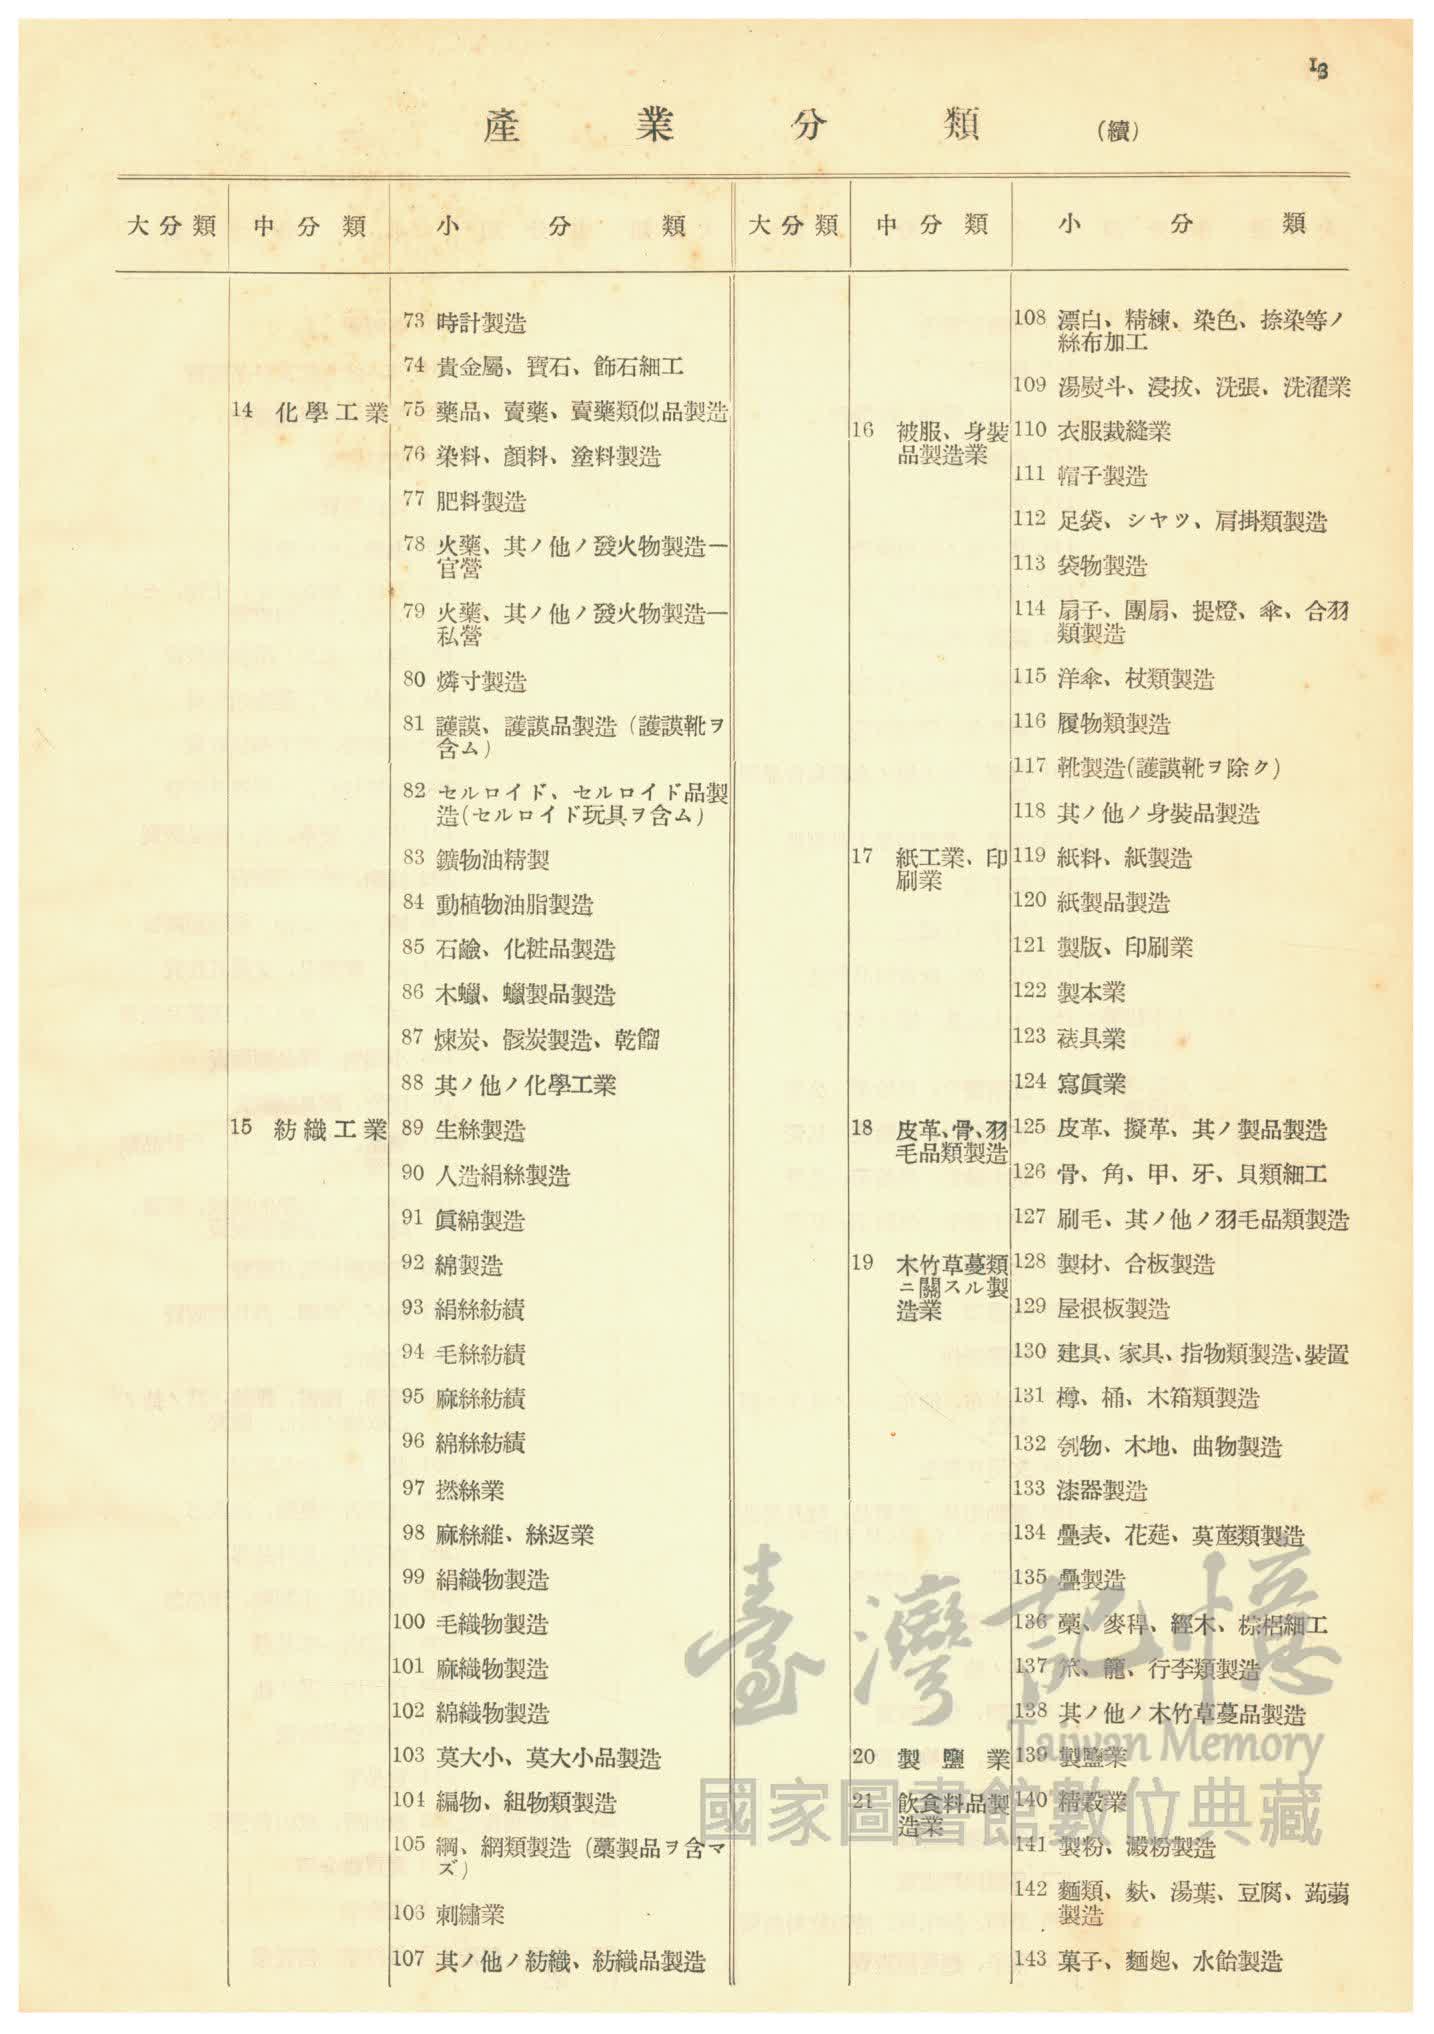 13
產業分類 (續)
大分類 中分類 小分類 大分類 中分類 小分類
73 時計製造
74 貴金屬、寶石、飾石細工
14 化學工業 75 藥品、賣藥、賣藥類似品製造
76 染料、顏料、塗料製造
77 肥料製造
78 火藥、其ノ他ノ發火物製造—
官營
79 火藥、其ノ他ノ發火物製造—
私營
80 燐寸製造
81 護謨、護謨品製造 (護謨靴ヲ
含ム)
82 セルロイド、セルロイド品製
造(セルロイド玩具ヲ含ム)
83 鑛物油精製
84 動植物油脂製造
85 石鹼、化粧品製造
86 木蠟、蠟製品製造
87 煉炭、骸炭製造、乾餾
88 其ノ他ノ化學工業
15 紡織工業 89 生絲製造
90 人造絹絲製造
91 眞綿製造
92 綿製造
93 絹絲紡績
94 毛絲紡績
95 麻絲紡績
96 綿絲紡績
97 撚絲業
98 麻絲維、絲返業
99 絹織物製造
100 毛織物製造
101 麻織物製造
102 綿織物製造
103 莫大小、莫大小品製造
104 編物、組物類製造
105 綱、網類製造 (藁製品ヲ含マ
ズ)
106 刺繡業
107 其ノ他ノ紡織、紡織品製造
108 漂白、精練、染色、捺染等ノ
絲布加工
109 湯熨斗、浸拔、洗張、洗濯業
16 被服、身裝
品製造業
110 衣服裁縫業
111 帽子製造
112 足袋、シヤツ、肩掛類製造
113 袋物製造
114 扇子、團扇、提燈、傘、合羽
類製造
115 洋傘、杖類製造
116 履物類製造
117 靴製造(護謨靴ヲ除ク)
118 其ノ他ノ身裝品製造
17 紙工業、印
刷業
119 紙料、紙製造
120 紙製品製造
121 製版、印刷業
122 製本業
123 裱具業
124 寫眞業
18 皮革、骨、羽
毛品類製造
125 皮革、擬革、其ノ製品製造
126 骨、角、甲、牙、貝類細工
127 刷毛、其ノ他ノ羽毛品類製造
19 木竹草蔓類
ニ關スル製
造業
128 製材、合板製造
129 屋根板製造
130 建具、家具、指物類製造、裝置
131 樽、桶、木箱類製造
132 刳物、木地、曲物製造
133 漆器製造
134 疊表、花莚、茣蓙類製造
135 疊製造
136 藁、麥稈、經木、棕梠細工
137 笊、籠、行李類製造
138 其ノ他ノ木竹草蔓品製造
20 製鹽業 139 製鹽業
21 飮食料品製
造業
140 精穀業
141 製粉、澱粉製造
142 麵類、麩、湯葉、豆腐、蒟蒻
製造
143 菓子、麵麭、水飴製造
臺灣記憶
Taiwan Memory
國家圖書館數位典藏